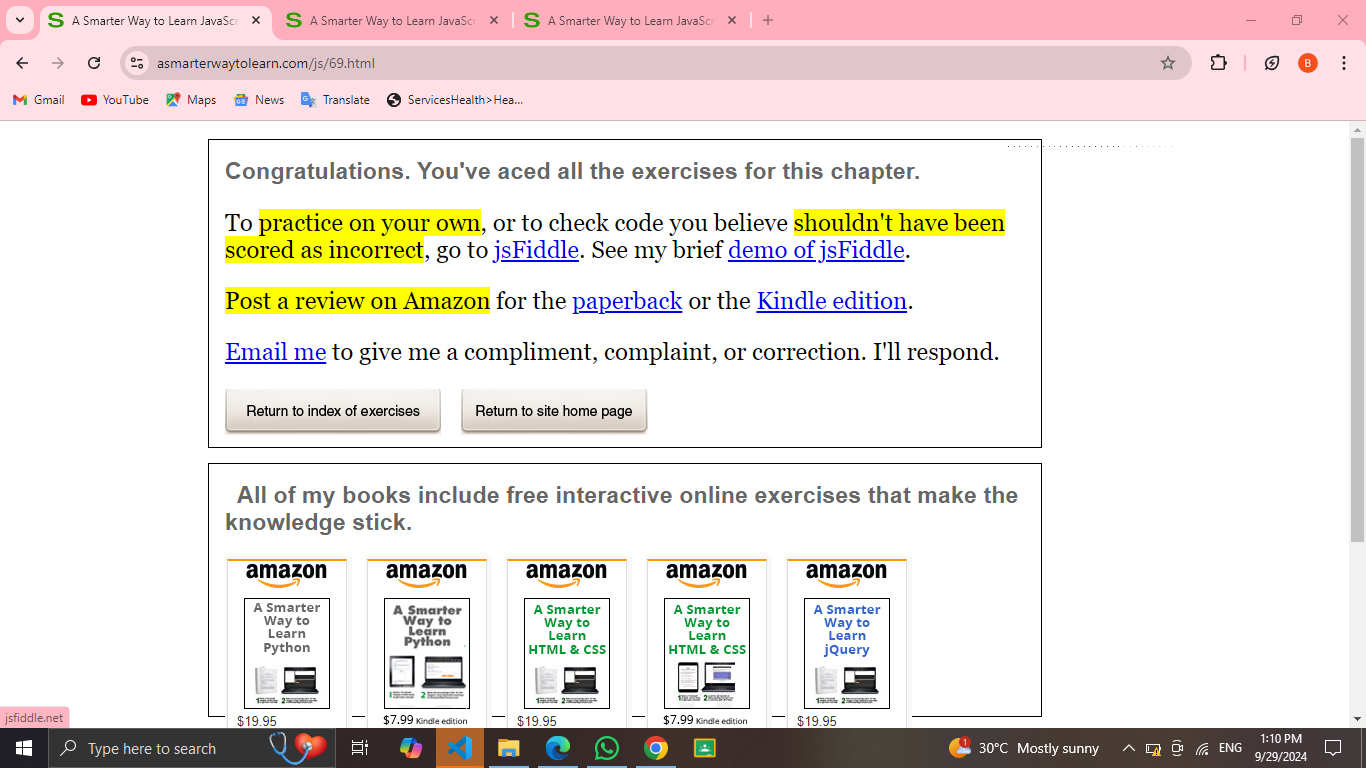 A Smarter Way to Learn JavaScr
A Smarter Way to Learn JavaScr
A Smarter Way to Learn JavaScr
asmarterwaytolearn.com/js/69.html
B
Gmail
YouTube
Maps
News
Translate
ServicesHealth>Hea...
Congratulations. You've aced all the exercises for this chapter.
To practice on your own, or to check code you believe shouldn't have been
scored as incorrect, go to jsFiddle. See my brief demo of jsFiddle.
Post a review on Amazon for the paperback or the Kindle edition.
Email me to give me a compliment, complaint, or correction. I'll respond.
Return to index of exercises
Return to site home page
All of my books include free interactive online exercises that make the
knowledge stick.
amazon
A Smarter
Way to
Learn
Python
$19.95
amazon
A Smarter
Way to
Learn
Python
$7.99 Kindle edition
amazon
A Smarter
Way to
Learn
HTML & CSS
$19.95
amazon
A Smarter
Way to
Learn
HTML & CSS
$7.99 Kindle edition
amazon
A Smarter
Way to
Learn
jQuery
$19.95
jsfiddle.net
Type here to search
1
30°C Mostly sunny
ENG
1:10 PM
9/29/2024